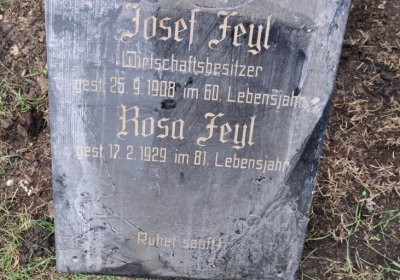 Josef Feyl
Wirtschaftsbesitzer
gest. 25. 9. 1908 im 60. Lebensjahr
Rosa Feyl
gest. 17. 2. 1929 im 81. Lebensjahr
Ruhet sanft!